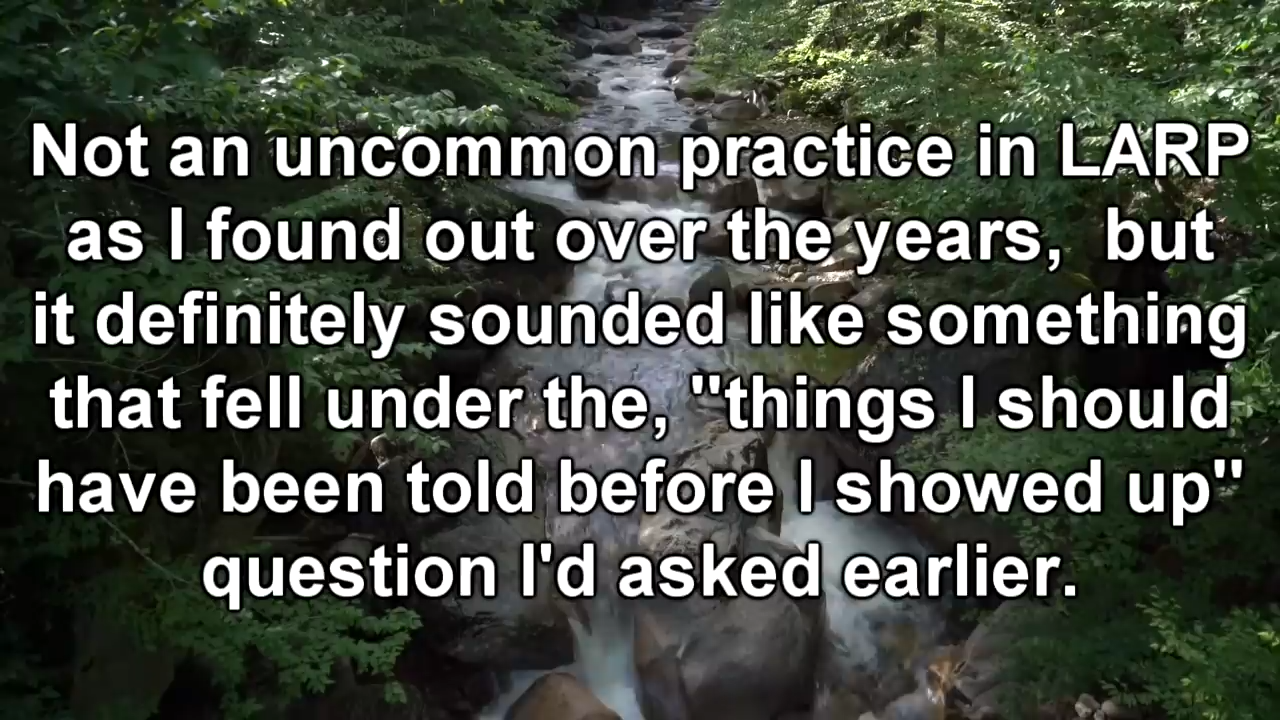 Not an uncommon practice in LARP
as I found out over the years,  but
it definitely sounded like something
that fell under the, "things I should
have been told before I showed up"
question I'd asked earlier.